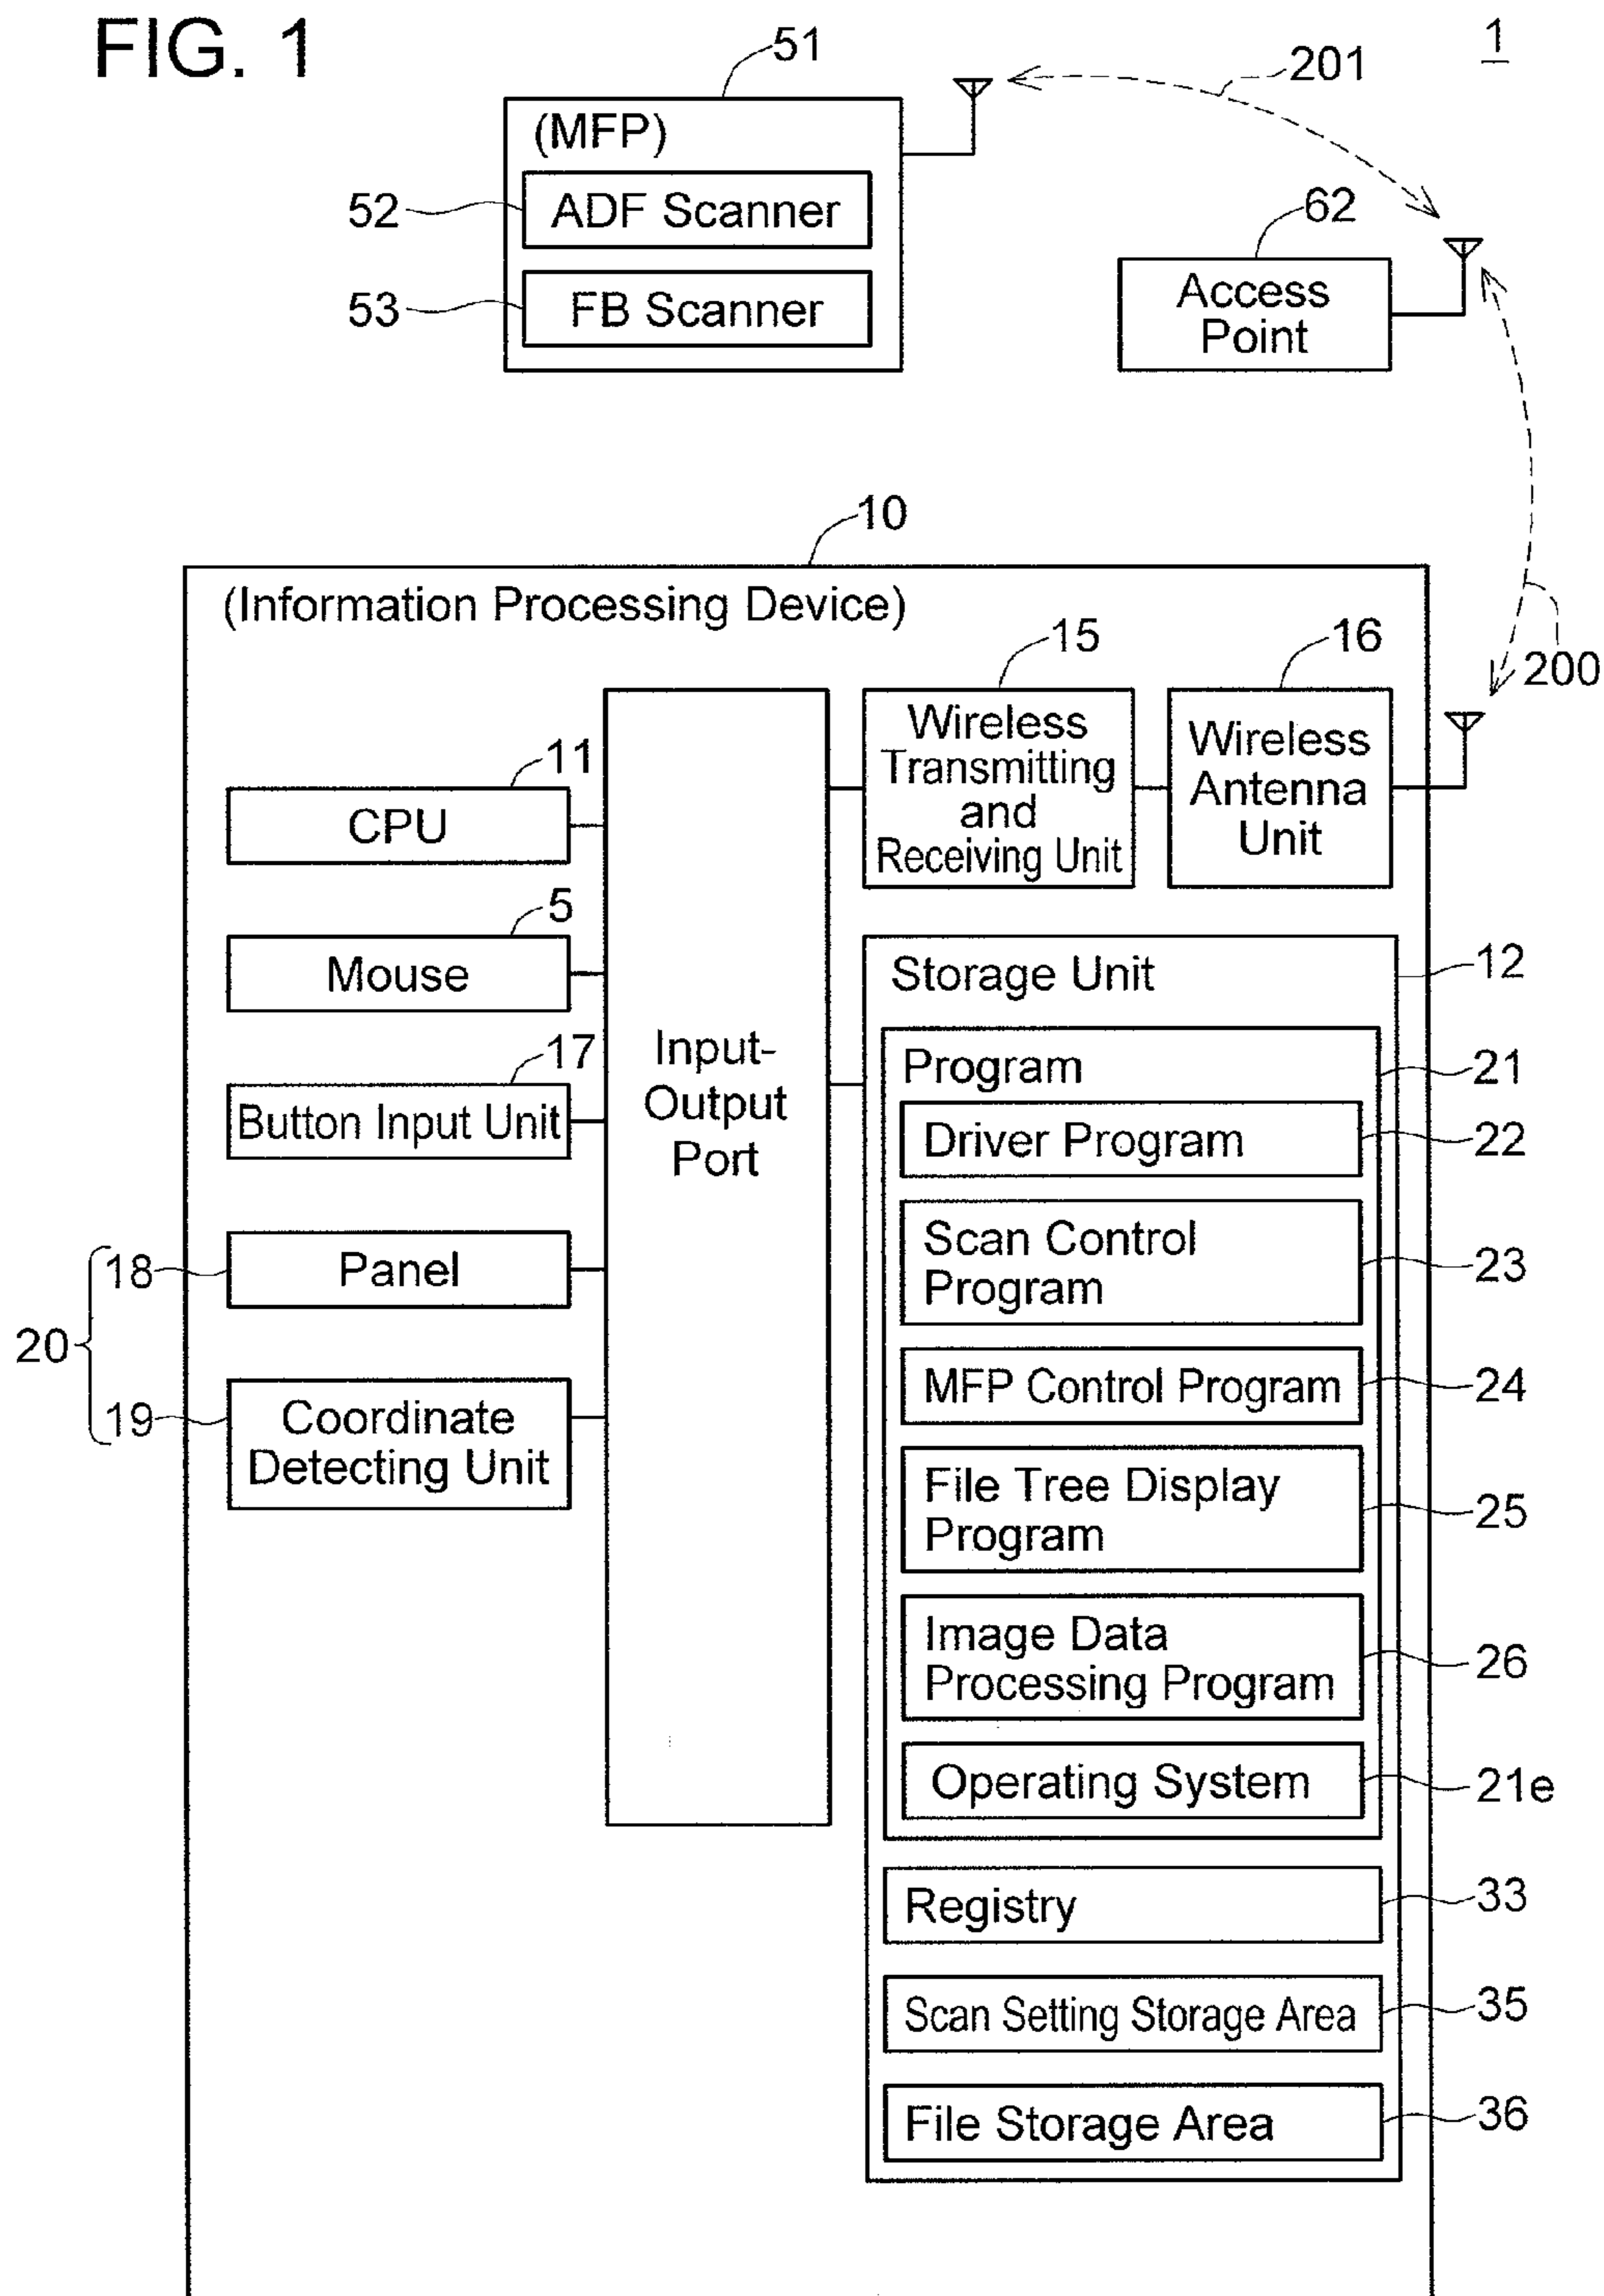 FIG. 1
1
51
201
(MFP)
52
ADF Scanner
53
FB Scanner
62
Access
Point
10
(Information Processing Device)
15
16
200
Wireless
Transmitting
and
Receiving Unit
Wireless
Antenna
Unit
11
CPU
5
Mouse
17
Button Input Unit
18
Panel
20
19
Coordinate
Detecting Unit
Input-
Output
Port
Storage Unit
12
Program
21
Driver Program
22
Scan Control
Program
23
MFP Control Program
24
File Tree Display
Program
25
Image Data
Processing Program
26
Operating System
21e
Registry
33
Scan Setting Storage Area
35
File Storage Area
36